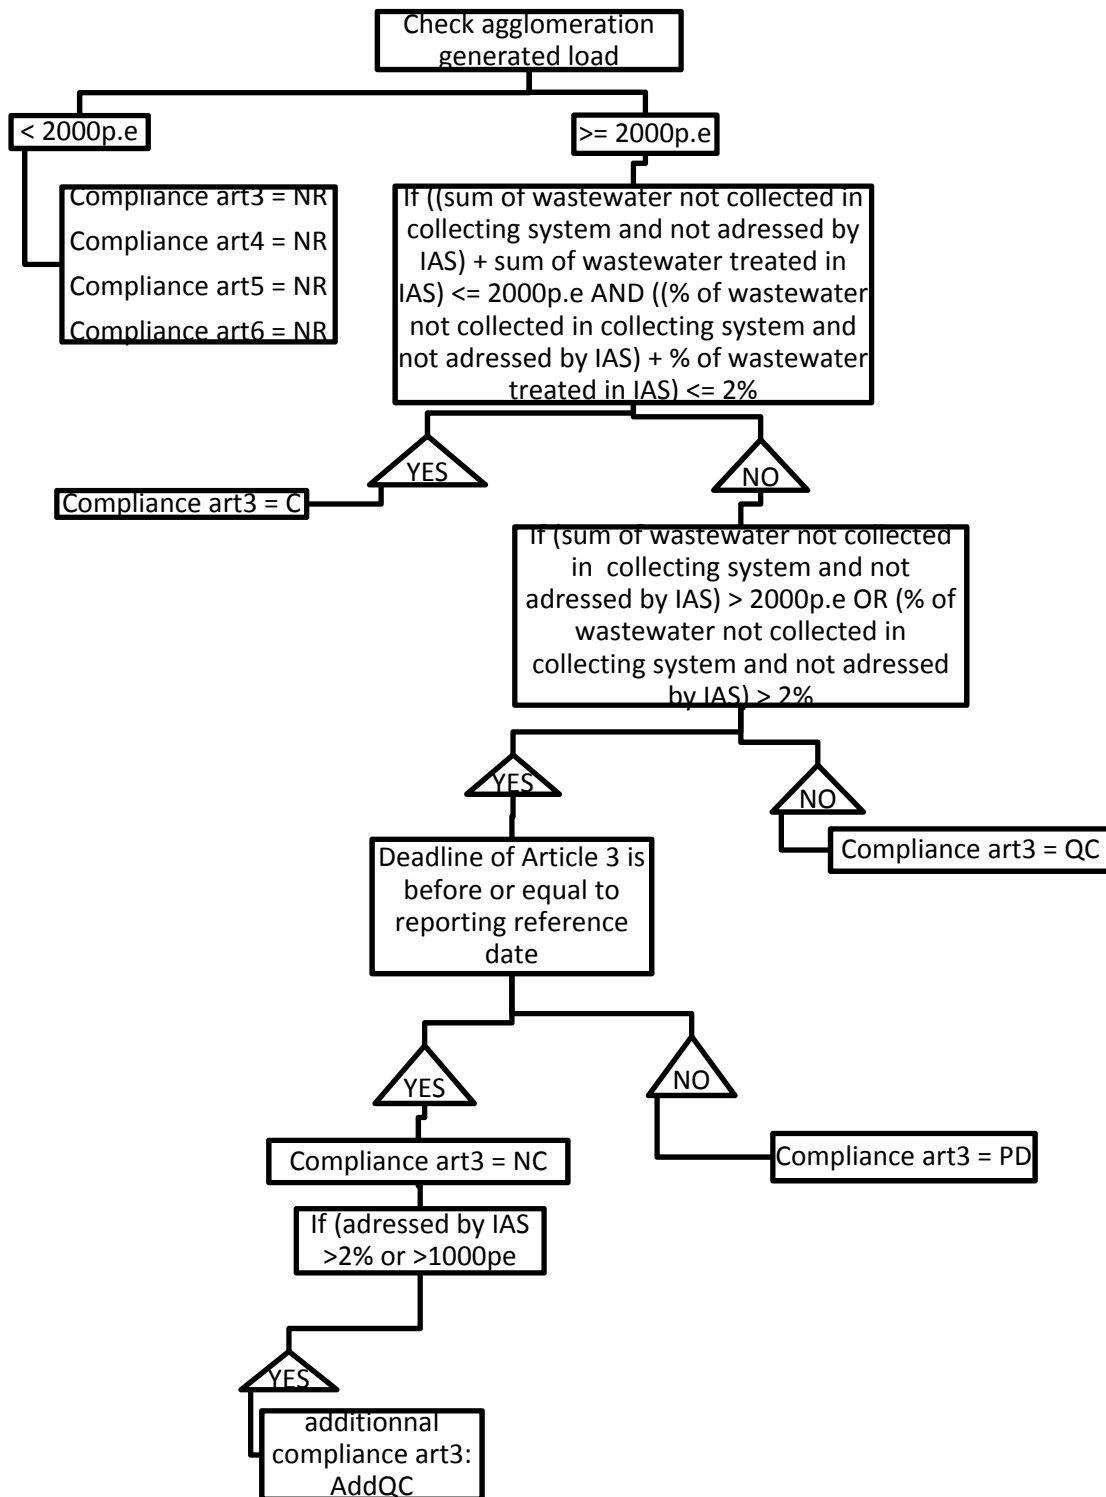 Check agglomeration
generated load
< 2000p.e
>= 2000p.e
Compliance art3 = NR
Compliance art4 = NR
Compliance art5 = NR
Compliance art6 = NR
If ((sum of wastewater not collected in
collecting system and not adressed by
IAS) + sum of wastewater treated in
IAS) <= 2000p.e AND ((% of wastewater
not collected in collecting system and
not adressed by IAS) + % of wastewater
treated in IAS) <= 2%
YES
NO
Compliance art3 = C
If (sum of wastewater not collected
in collecting system and not
adressed by IAS) > 2000p.e OR (% of
wastewater not collected in
collecting system and not adressed
by IAS) > 2%
YES
NO
Compliance art3 = QC
Deadline of Article 3 is
before or equal to
reporting reference
date
YES
NO
Compliance art3 = NC
Compliance art3 = PD
If (adressed by IAS
>2% or >1000pe
YES
additionnal
compliance art3:
AddQC